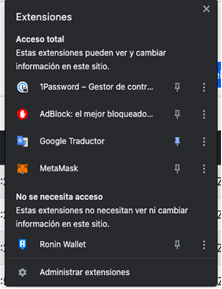 Extensiones
Acceso total
Estas extensiones pueden ver y cambiar
información en este sitio.
1Password – Gestor de contr...
AdBlock: el mejor bloqueado...
Google Traductor
MetaMask
No se necesita acceso
Estas extensiones no necesitan ver ni cambiar
información en este sitio.
Ronin Wallet
Administrar extensiones